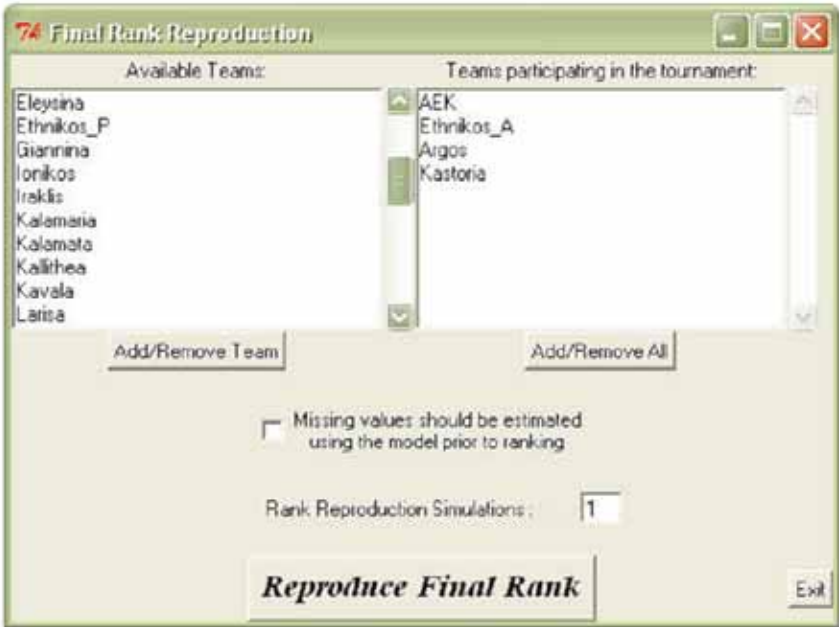 7% Final Rank Reproduction
Available Teams:
Eleysina
Ethnikos_P
Giannina
Ionikos
Iraklis
Kalamaria
Kalamata
Kallithea
Kavala
Larisa
Add/Remove Team
Teams participating in the tournament:
AEK
Ethnikos_A
Argos
Kastoria
Add/Remove All
Missing values should be estimated
using the model prior to ranking
Rank Reproduction Simulations :
1
Reproduce Final Rank
Exit